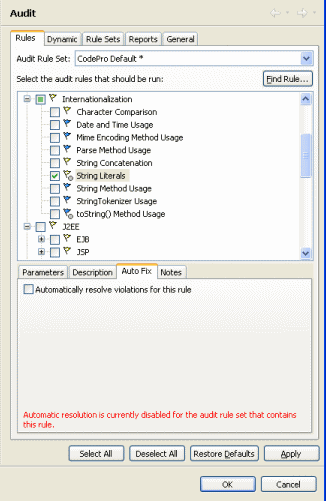 Audit
Rules Dynamic Rule Sets Reports General
Audit Rule Set: CodePro Default *
Select the audit rules that should be run: Find Rule...
Internationalization
Character Comparison
Date and Time Usage
Mime Encoding Method Usage
Parse Method Usage
String Concatenation
String Literals
String Method Usage
StringTokenizer Usage
toString() Method Usage
J2EE
EJB
JSP
Parameters Description Auto Fix Notes
Automatically resolve violations for this rule
Automatic resolution is currently disabled for the audit rule set that contains
this rule.
Select All Deselect All Restore Defaults Apply
OK Cancel